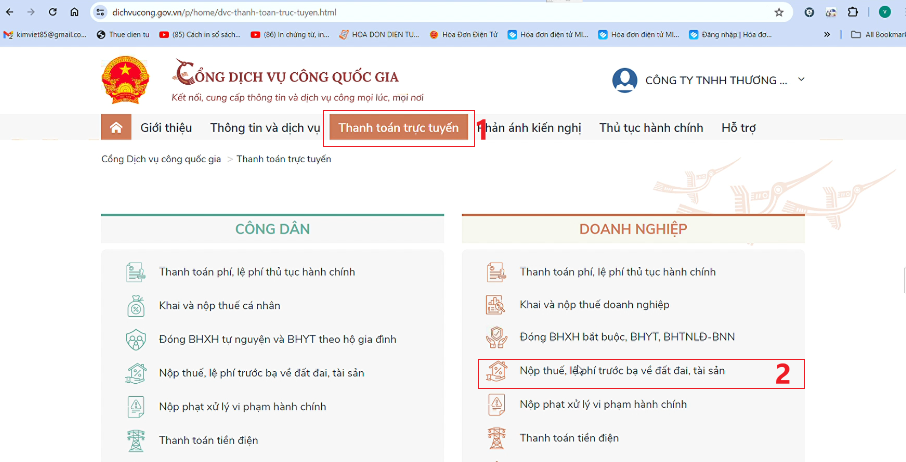 dichvucong.gov.vn/p/home/dvc-thanh-toan-truc-tuyen.html
kimviet85@gmail.co...
Thue dien tu
(85) Cách in sổ sách...
(86) In chứng từ, in...
HÓA ĐƠN DIEN TU...
Hóa Đơn Điện Tử
Hóa đơn điện tử MI...
Hóa đơn điện tử MI...
Đăng nhập | Hóa đơ...
»
All Bookmar
CỔNG DỊCH VỤ CÔNG QUỐC GIA
Kết nối, cung cấp thông tin và dịch vụ công mọi lúc, mọi nơi
CÔNG TY TNHH THƯƠNG ...
Giới thiệu
Thông tin và dịch vụ
Thanh toán trực tuyến
1
Phản ánh kiến nghị
Thủ tục hành chính
Hỗ trợ
Cổng Dịch vụ công quốc gia > Thanh toán trực tuyến
CÔNG DÂN
Thanh toán phí, lệ phí thủ tục hành chính
Khai và nộp thuế cá nhân
Đóng BHXH tự nguyện và BHYT theo hộ gia đình
Nộp thuế, lệ phí trước bạ về đất đai, tài sản
Nộp phạt xử lý vi phạm hành chính
Thanh toán tiền điện
DOANH NGHIỆP
Thanh toán phí, lệ phí thủ tục hành chính
Khai và nộp thuế doanh nghiệp
Đóng BHXH bắt buộc, BHYT, BHTNLĐ-BNN
Nộp thuế, lệ phí trước bạ về đất đai, tài sản
2
Nộp phạt xử lý vi phạm hành chính
Thanh toán tiền điện